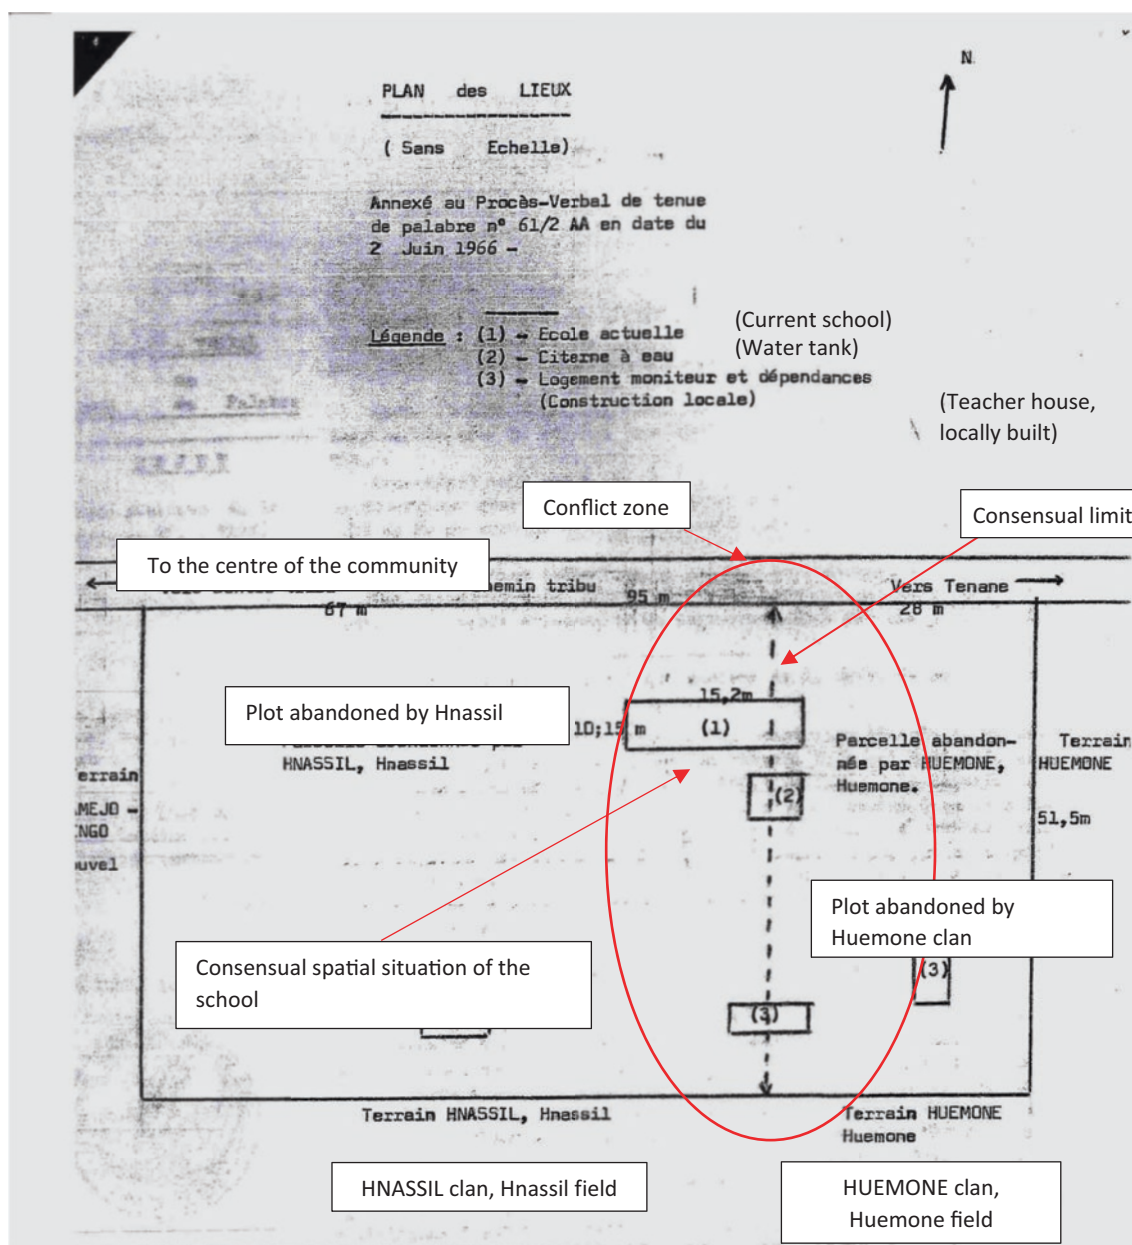 N.
PLAN des LIEUX
( Sans Echelle)
Annexé au Procès-Verbal de tenue
de palabre nº 61/2 AA en date du
2 Juin 1966 -
Légende : (1) - Ecole actuelle
(Current school)
(2) - Citerne à eau
(Water tank)
(3) - Logement moniteur et dépendances
(Construction locale)
(Teacher house,
locally built)
Palabre
Conflict zone
Consensual limit
To the centre of the community
tribu
Vers Tenane
67 m
95 m
28 m
15,2m
Plot abandoned by Hnassil
10;15 m
(1)
HNASSIL, Hnassil
Parcelle abandon-
née par HUEMONE,
Huemone.
Terrain
HUEMONE
(2)
51,5m
Plot abandoned by
Huemone clan
Consensual spatial situation of the
school
(3)
(3)
Terrain HNASSIL, Hnassil
Terrain HUEMONE
Huemone
HNASSIL clan, Hnassil field
HUEMONE clan,
Huemone field